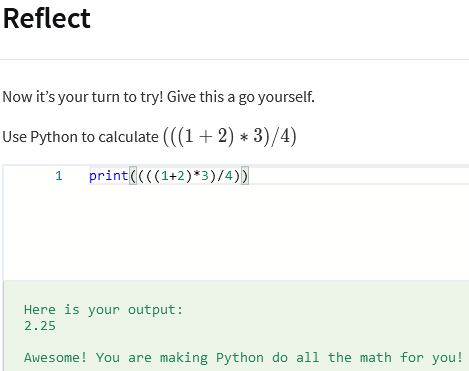 Reflect
Now it’s your turn to try! Give this a go yourself.
Use Python to calculate (((1 + 2) ∗ 3)/4)
1 print((((1+2)*3)/4))
Here is your output:
2.25
Awesome! You are making Python do all the math for you!